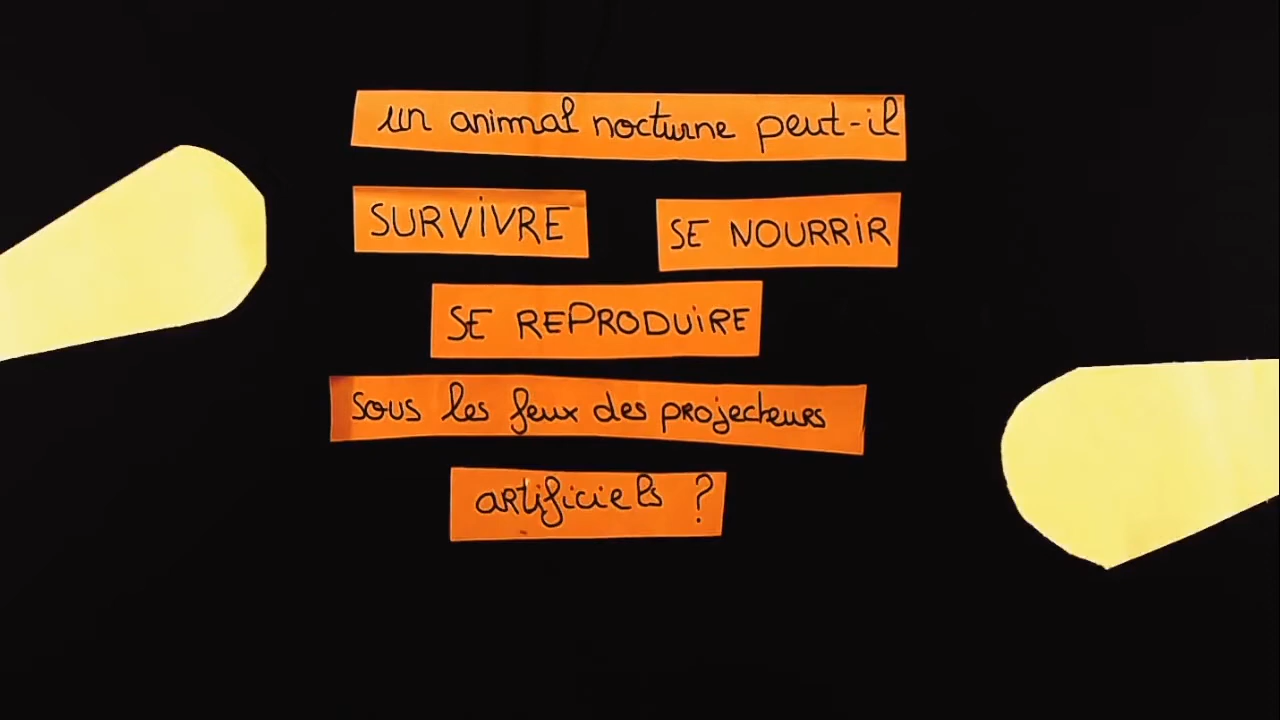 un animal nocturne peut-il
SURVIVRE SE NOURRIR
SE REPRODUIRE
sous les feux des projecteurs
artificiels ?